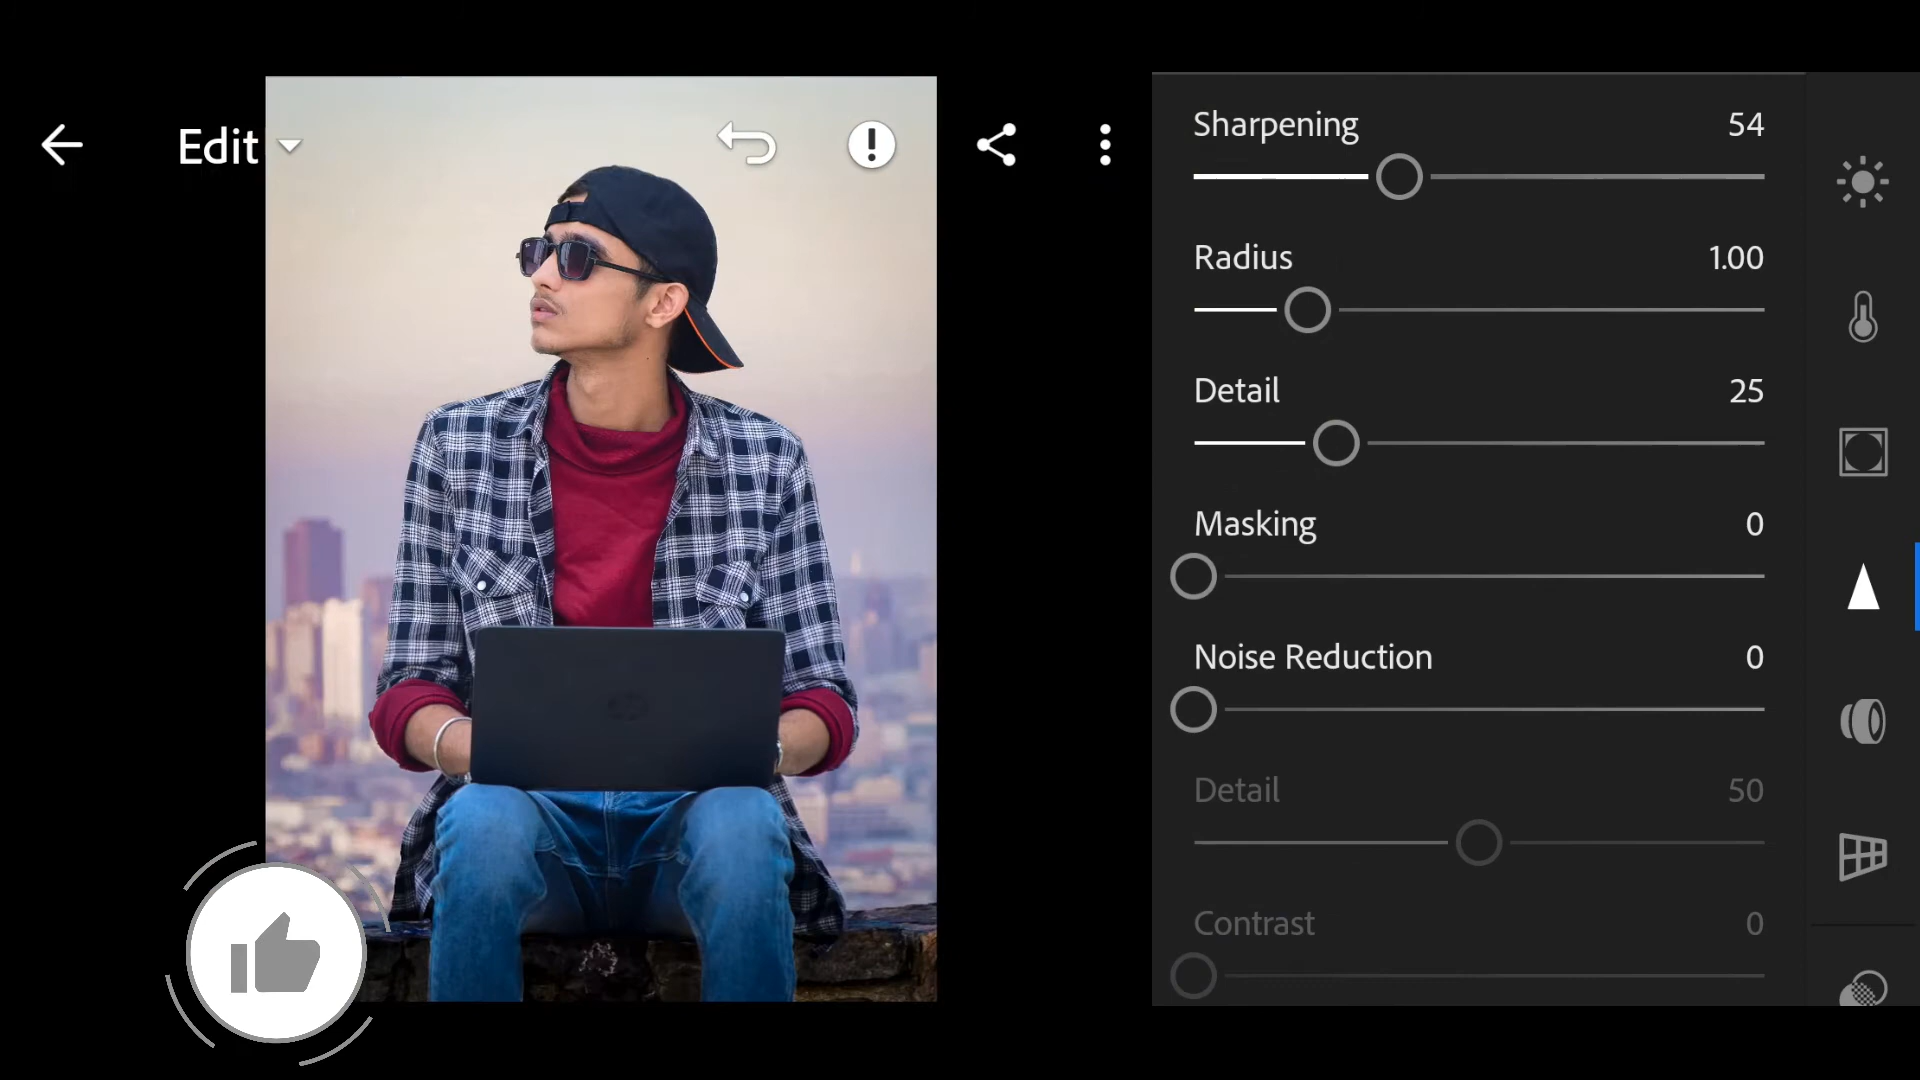 Edit
Sharpening 54
Radius 1.00
Detail 25
Masking 0
Noise Reduction 0
Detail 50
Contrast 0